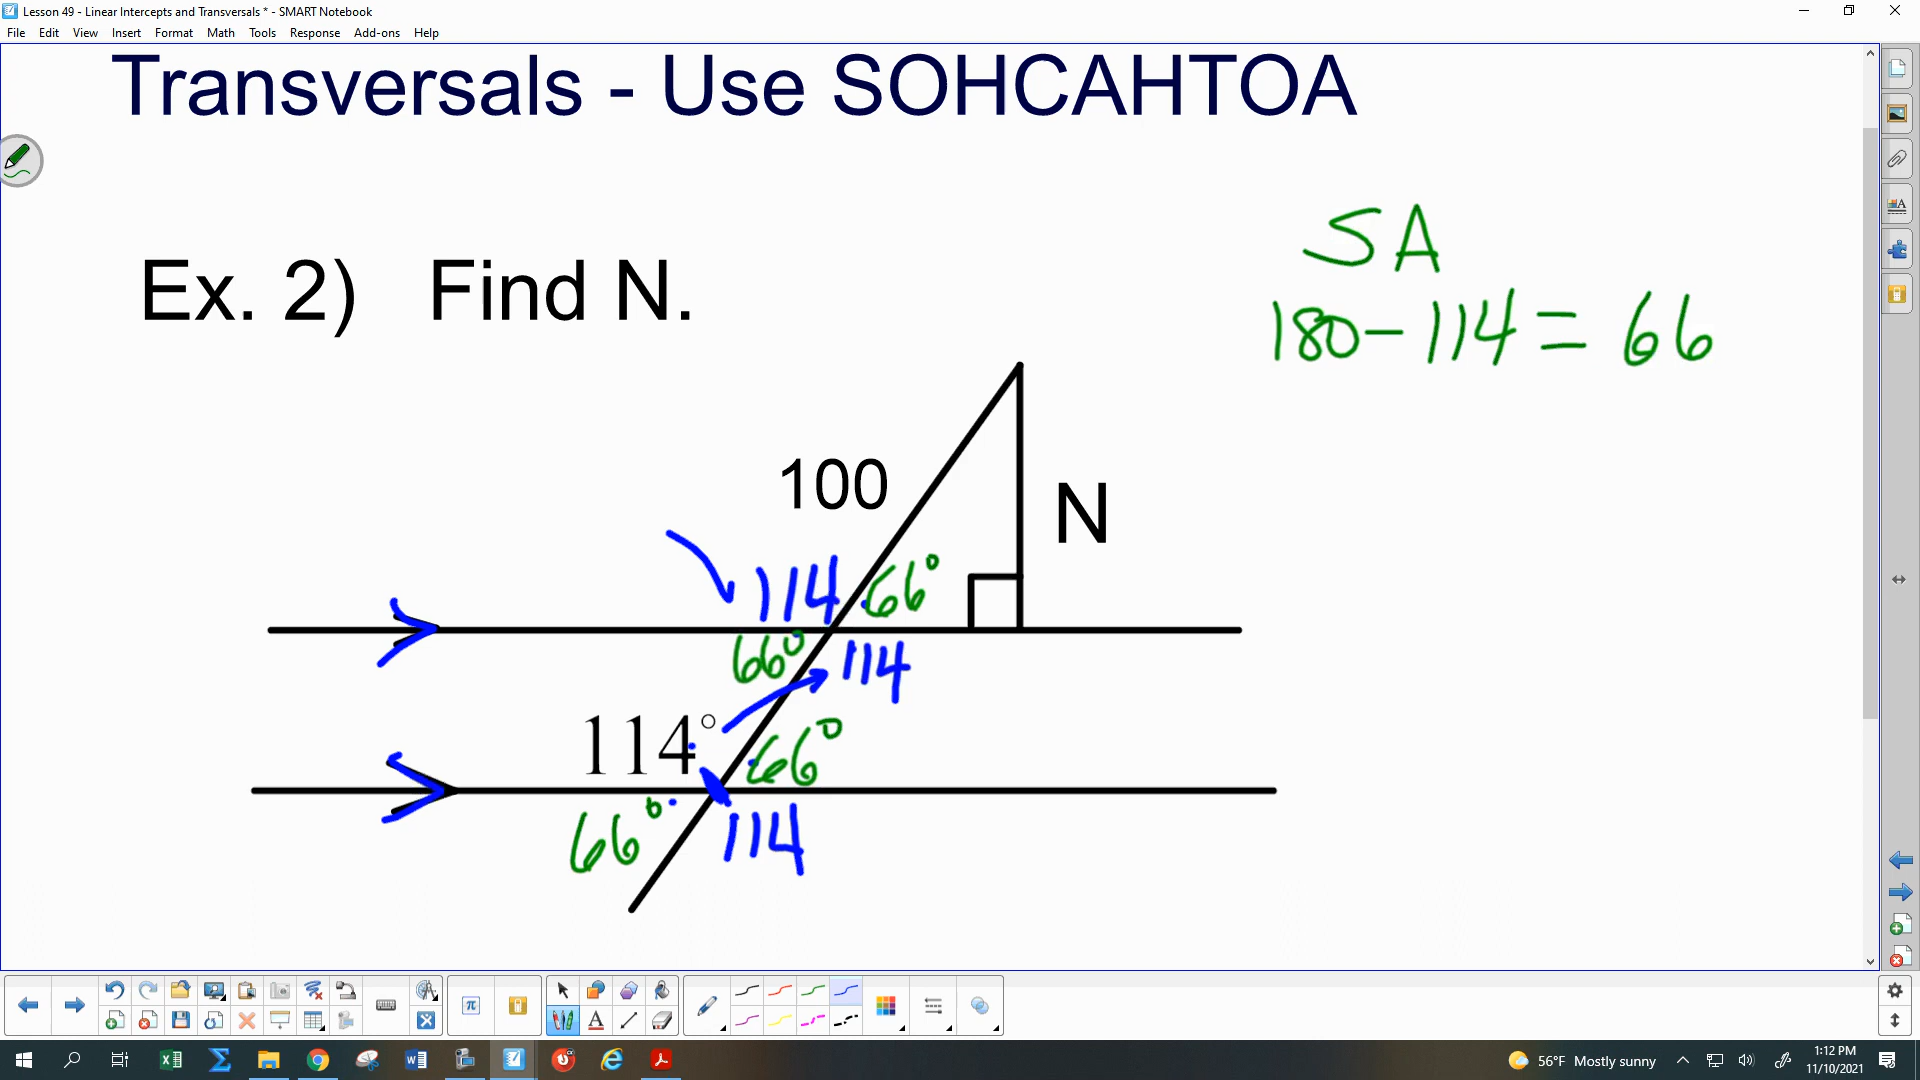 Lesson 49 - Linear Intercepts and Transversals * - SMART Notebook
File Edit View Insert Format Math Tools Response Add-ons Help
Transversals - Use SOHCAHTOA
SA
Ex. 2) Find N.
180-114=66
100
N
114
66°
66°
114
114°
66°
66°
114
56°F Mostly sunny
1:12 PM
11/10/2021